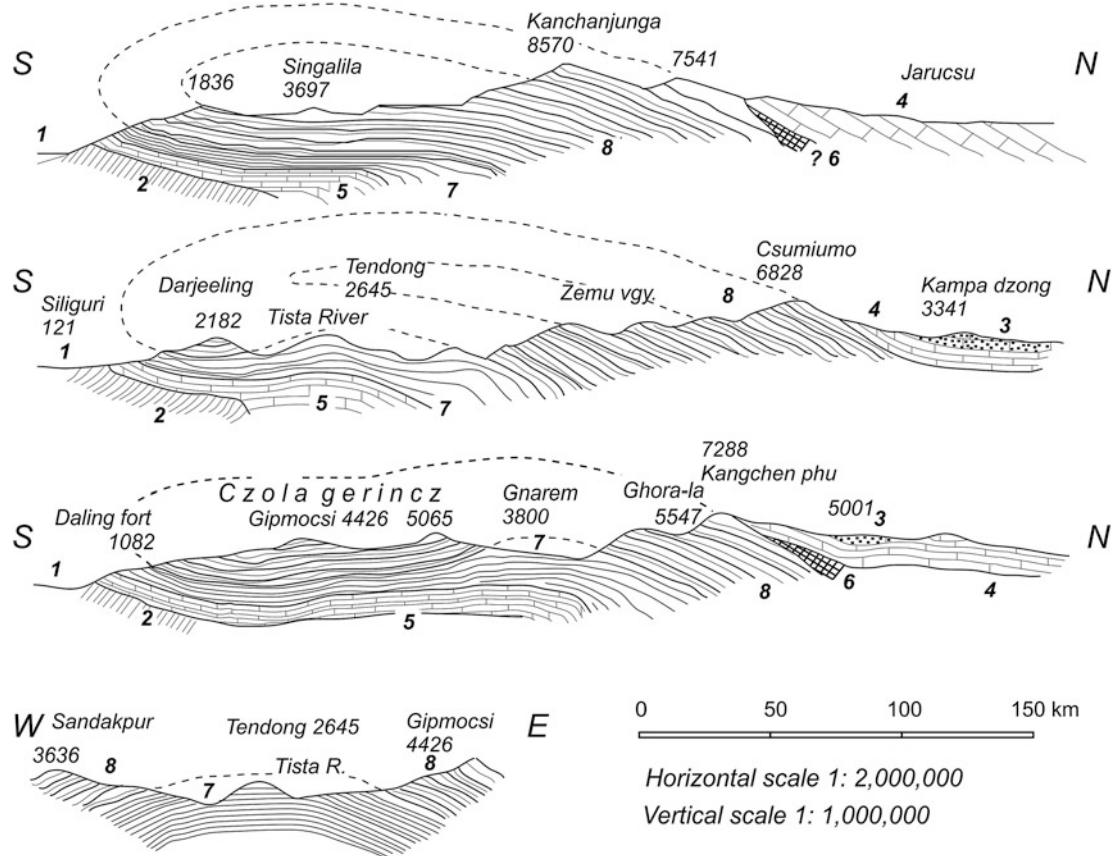 Kanchanjunga
8570
7541
S
1836
Singalila
3697
Jarucsu
N
1
4
8
? 6
2
5
7
S
Csumiumo
6828
N
Siliguri
121
Darjeeling
2182
Tendong
2645
Tista River
Zemu vgy.
8
4
Kampa dzong
3341
3
1
2
5
7
7288
Kangchen phu
S
Czola gerincz
Daling fort
1082
Gipmocsi 4426
5065
Gnarem
3800
Ghora-la
5547
5001
3
N
7
1
6
8
4
2
5
W
Sandakpur
3636
8
Tendong 2645
Gipmocsi
4426
8
E
Tista R.
7
0 50 100 150 km
Horizontal scale 1: 2,000,000
Vertical scale 1: 1,000,000